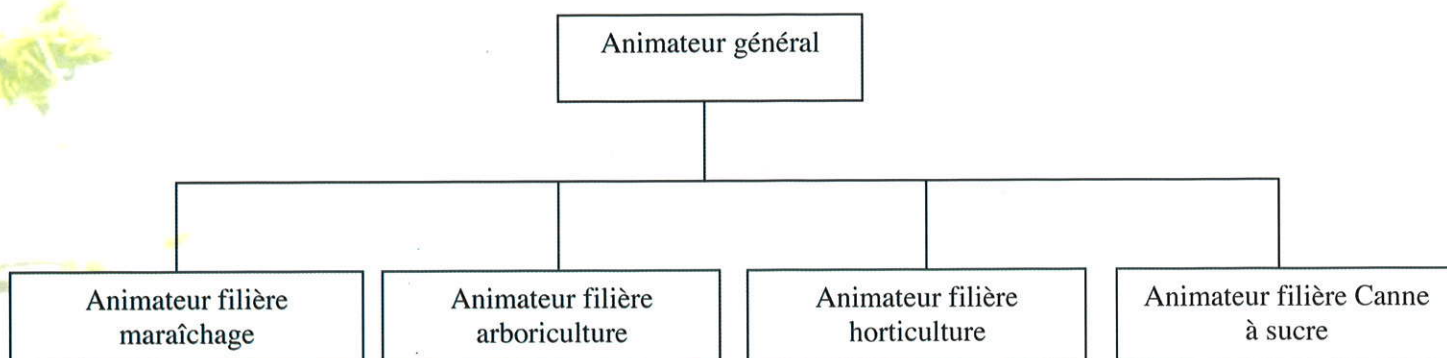 Animateur général
Animateur filière
maraîchage
Animateur filière
arboriculture
Animateur filière
horticulture
Animateur filière Canne
à sucre